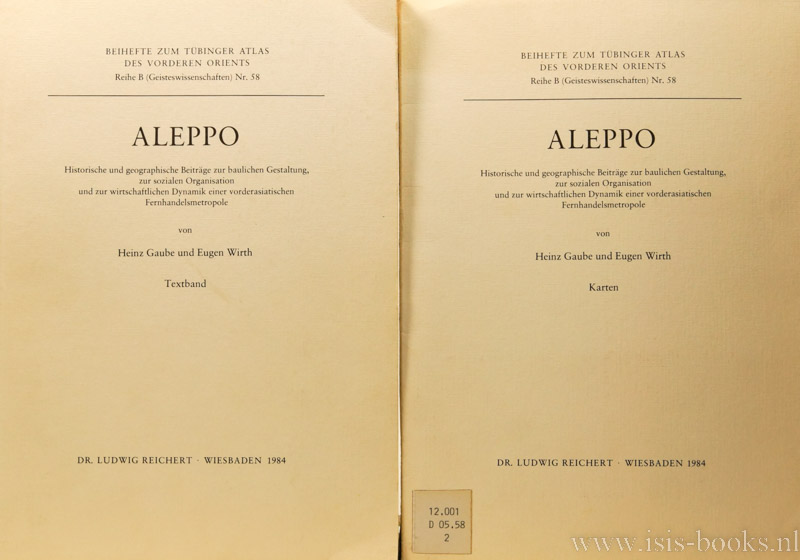 BEIHEFTE ZUM TÜBINGER ATLAS
DES VORDEREN ORIENTS
Reihe B (Geisteswissenschaften) Nr. 58
ALEPPO
Historische und geographische Beiträge zur baulichen Gestaltung,
zur sozialen Organisation
und zur wirtschaftlichen Dynamik einer vorderasiatischen
Fernhandelsmetropole
von
Heinz Gaube und Eugen Wirth
Textband
DR. LUDWIG REICHERT · WIESBADEN 1984
BEIHEFTE ZUM TÜBINGER ATLAS
DES VORDEREN ORIENTS
Reihe B (Geisteswissenschaften) Nr. 58
ALEPPO
Historische und geographische Beiträge zur baulichen Gestaltung,
zur sozialen Organisation
und zur wirtschaftlichen Dynamik einer vorderasiatischen
Fernhandelsmetropole
von
Heinz Gaube und Eugen Wirth
Karten
DR. LUDWIG REICHERT · WIESBADEN 1984
12.001
D 05.58
2
www.isis-books.nl